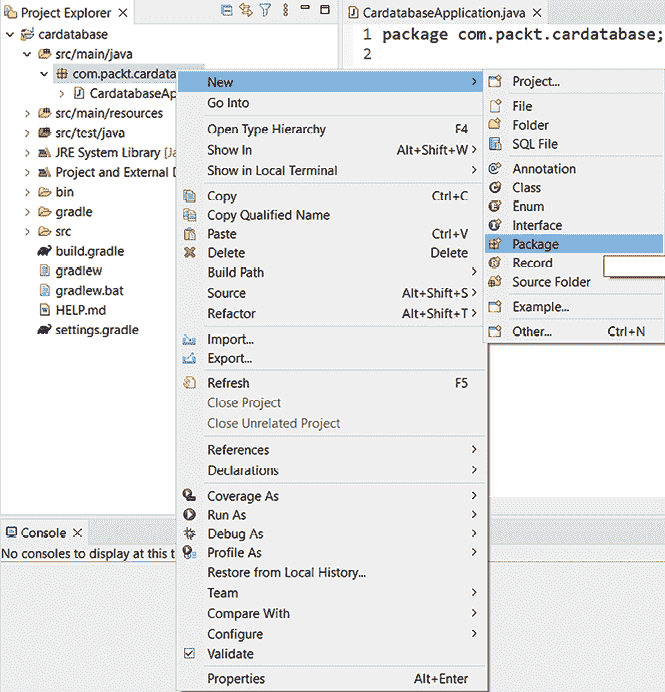 Project Explorer
cardatabase
src/main/java
com.packt.cardata
CardatabaseAp
src/main/resources
src/test/java
JRE System Library [Ja
Project and External D
bin
gradle
src
build.gradle
gradlew
gradlew.bat
HELP.md
settings.gradle
CardatabaseApplication.java
1 package com.packt.cardatabase;
2
New
Go Into
Open Type Hierarchy F4
Show In Alt+Shift+W
Show in Local Terminal
Copy Ctrl+C
Copy Qualified Name
Paste Ctrl+V
Delete Delete
Build Path
Source Alt+Shift+S
Refactor Alt+Shift+T
Import...
Export...
Refresh F5
Close Project
Close Unrelated Project
References
Declarations
Coverage As
Run As
Debug As
Profile As
Restore from Local History...
Team
Compare With
Configure
Validate
Properties Alt+Enter
Project...
File
Folder
SQL File
Annotation
Class
Enum
Interface
Package
Record
Source Folder
Example...
Other... Ctrl+N
Console
No consoles to display at this t